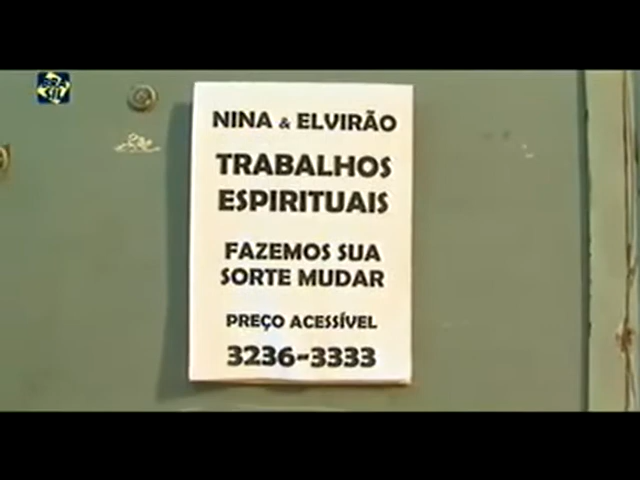 NINA & ELVIRÃO
TRABALHOS
ESPIRITUAIS
FAZEMOS SUA
SORTE MUDAR
PREÇO ACESSÍVEL
3236-3333